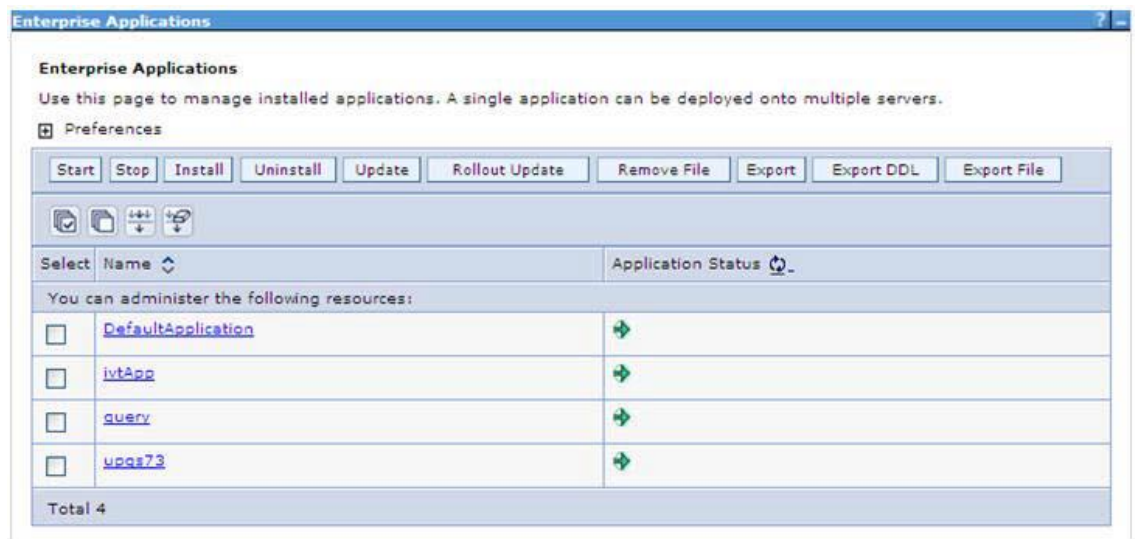 Enterprise Applications
? -
Enterprise Applications
Use this page to manage installed applications. A single application can be deployed onto multiple servers.
Preferences
Start Stop Install Uninstall Update Rollout Update Remove File Export Export DDL Export File
Select Name Application Status
You can administer the following resources:
DefaultApplication
ivtApp
query
upgs73
Total 4